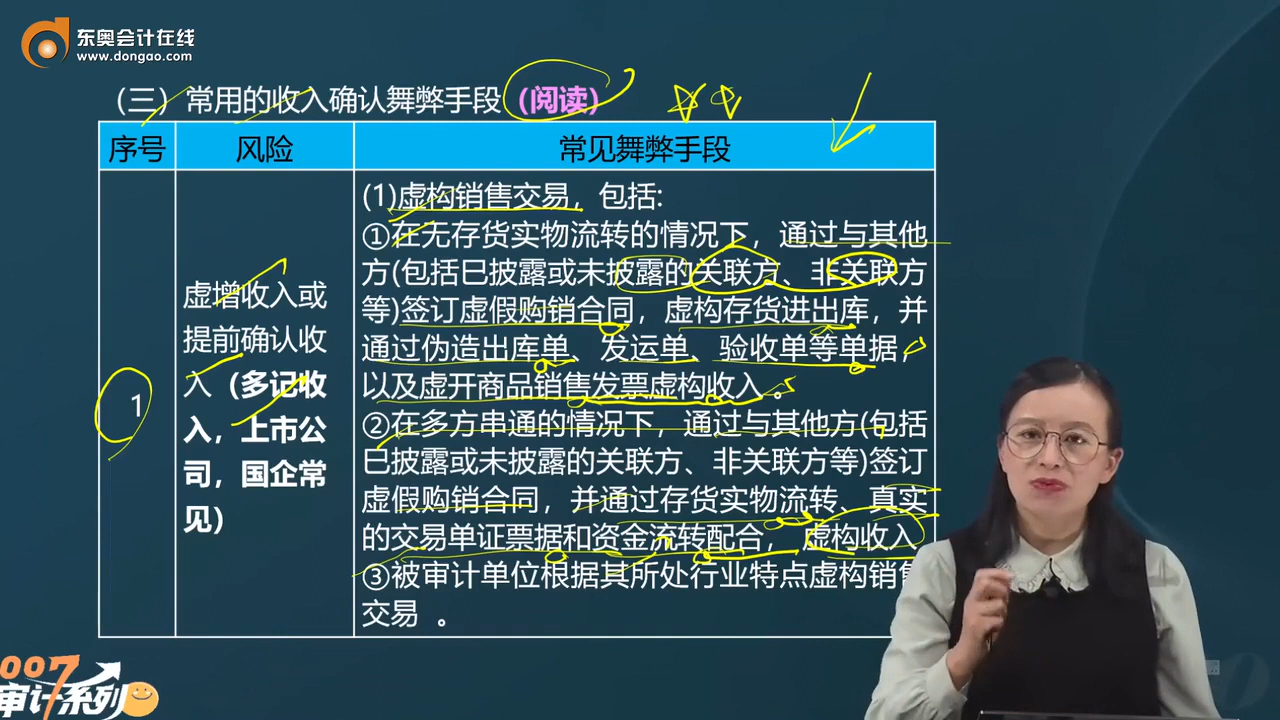 东奥会计在线
www.dongao.com
（三）常用的收入确认舞弊手段（阅读）
序号
风险
常见舞弊手段
1
虚增收入或
提前确认收
入（多记收
入，上市公
司，国企常
见）
(1)虚构销售交易，包括:
①在无存货实物流转的情况下，通过与其他
方(包括巳披露或未披露的关联方、非关联方
等)签订虚假购销合同，虚构存货进出库，并
通过伪造出库单、发运单、验收单等单据，
以及虚开商品销售发票虚构收入 。
②在多方串通的情况下，通过与其他方(包括
巳披露或未披露的关联方、非关联方等)签订
虚假购销合同，并通过存货实物流转、真实
的交易单证票据和资金流转配合， 虚构收入
③被审计单位根据其所处行业特点虚构销售
交易 。
007
审计系列